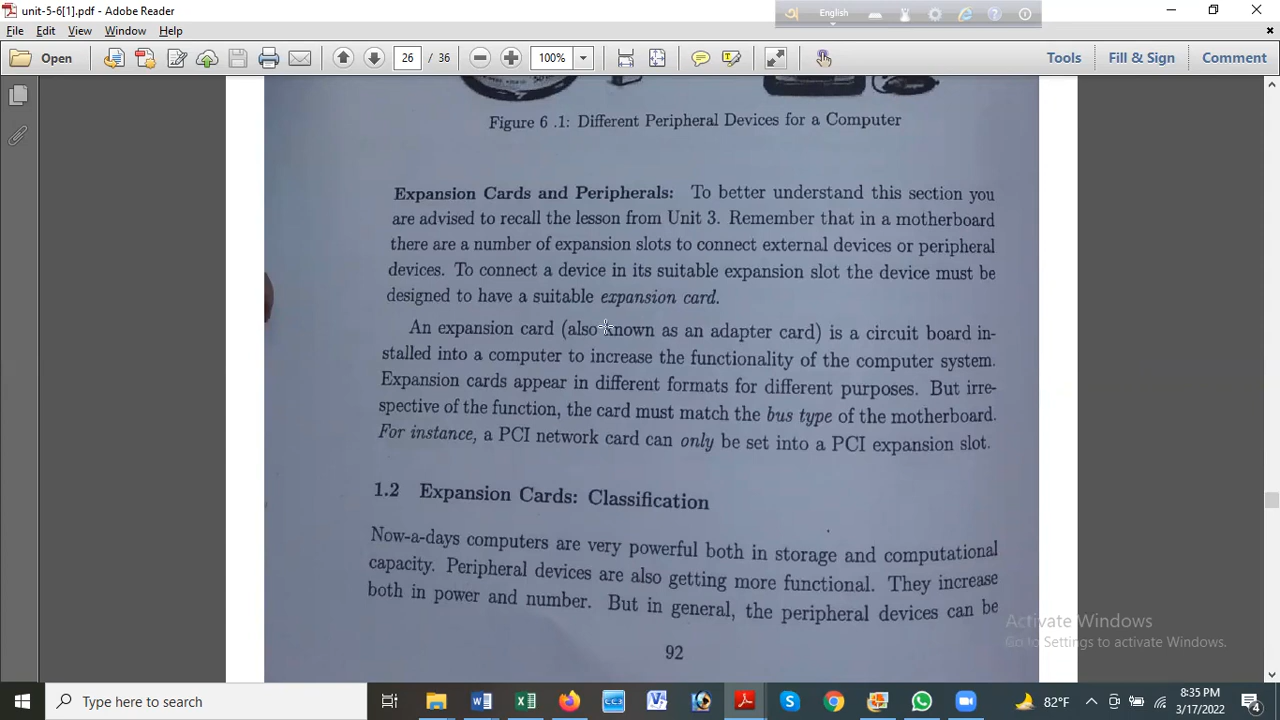 unit-5-6[1].pdf - Adobe Reader
English
File Edit View Window Help
Open 26 / 36 100% Tools Fill & Sign Comment
Figure 6 .1: Different Peripheral Devices for a Computer
Expansion Cards and Peripherals: To better understand this section you
are advised to recall the lesson from Unit 3. Remember that in a motherboard
there are a number of expansion slots to connect external devices or peripheral
devices. To connect a device in its suitable expansion slot the device must be
designed to have a suitable expansion card.
An expansion card (also known as an adapter card) is a circuit board in-
stalled into a computer to increase the functionality of the computer system.
Expansion cards appear in different formats for different purposes. But irre-
spective of the function, the card must match the bus type of the motherboard.
For instance, a PCI network card can only be set into a PCI expansion slot.
1.2 Expansion Cards: Classification
Now-a-days computers are very powerful both in storage and computational
capacity. Peripheral devices are also getting more functional. They increase
both in power and number. But in general, the peripheral devices can be
92
Activate Windows
Go to Settings to activate Windows.
Type here to search
82°F
8:35 PM
3/17/2022
4